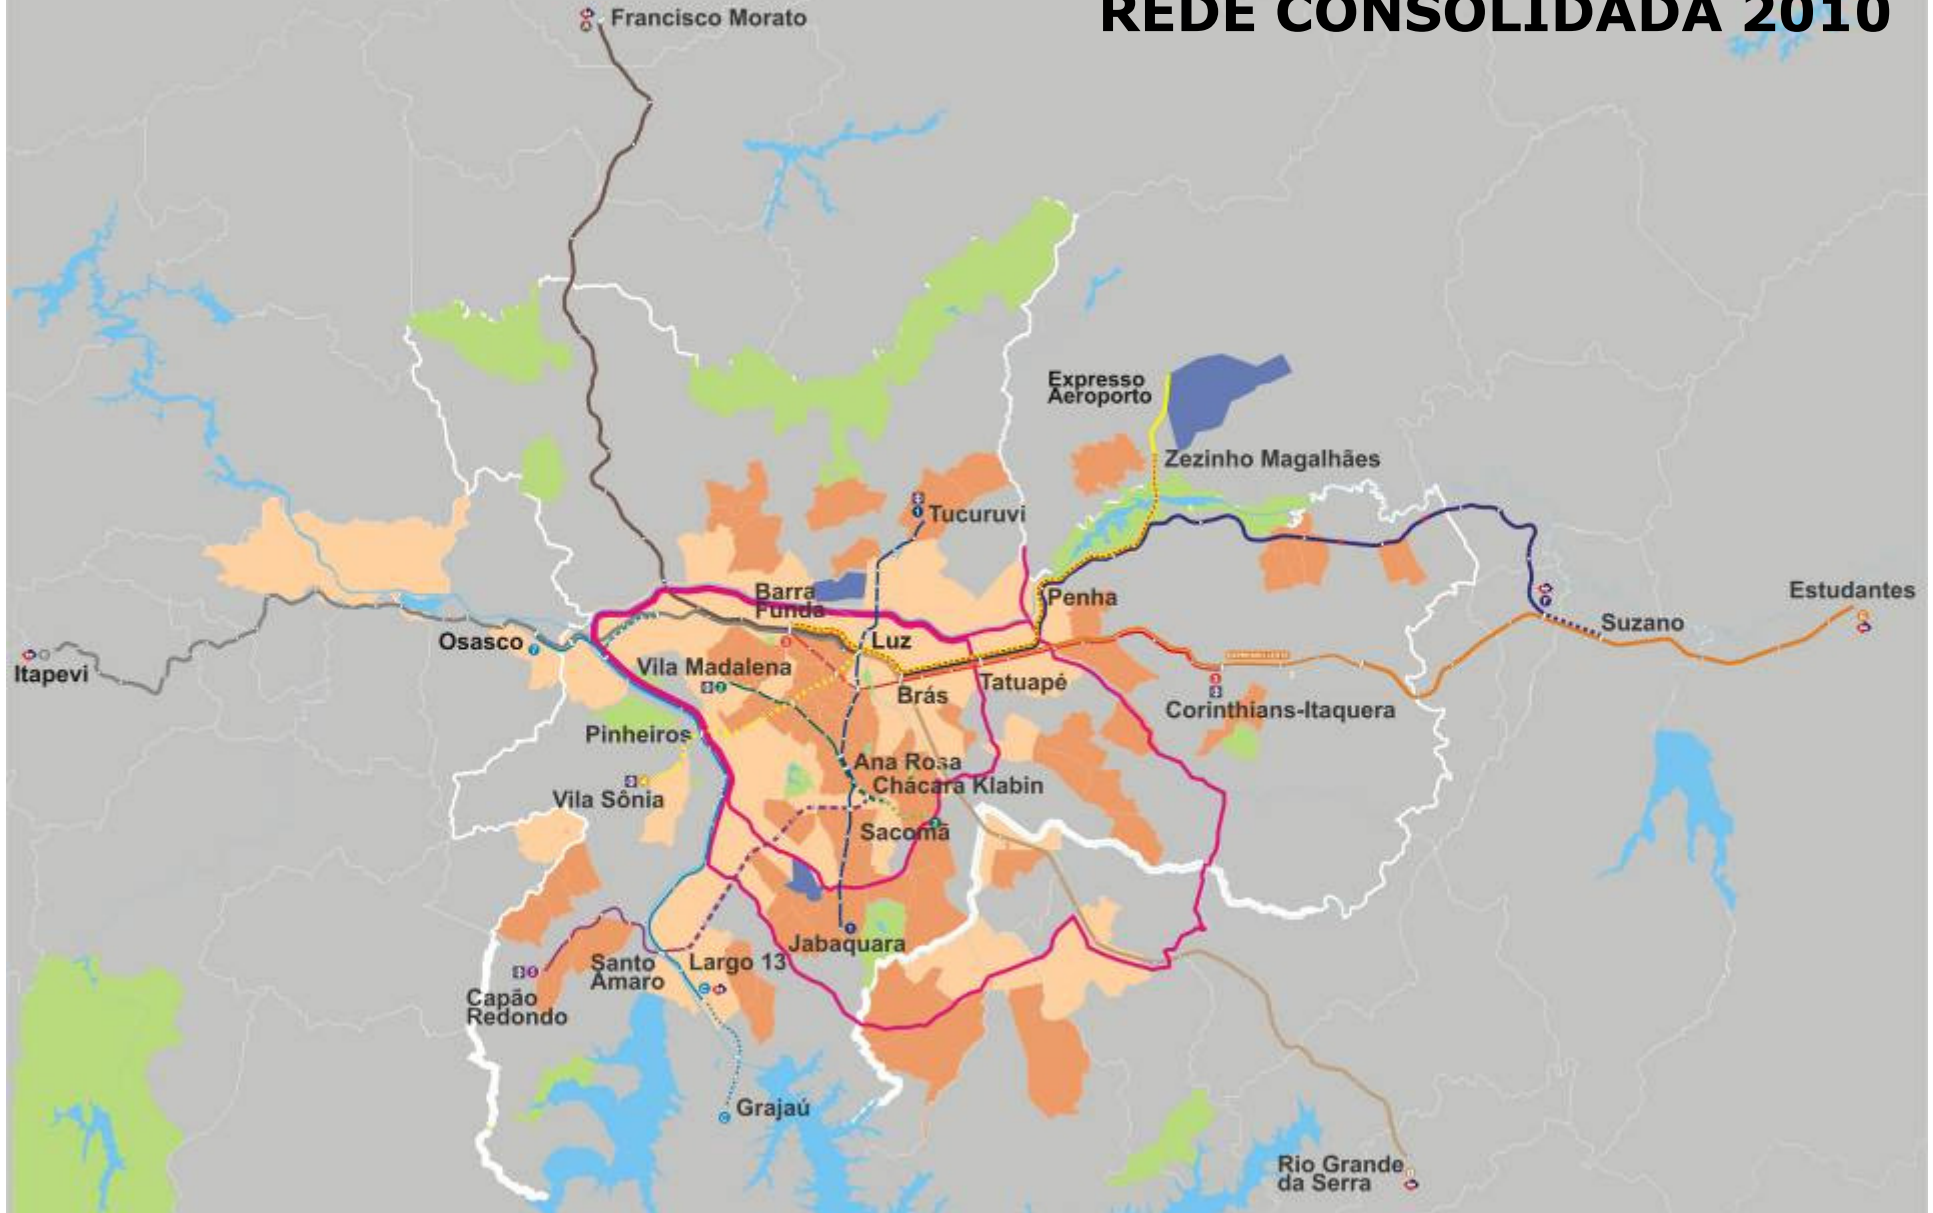 REDE CONSOLIDADA 2010
Francisco Morato
Expresso
Aeroporto
Zezinho Magalhães
Tucuruvi
Barra
Funda
Penha
Estudantes
Suzano
Osasco
Luz
Itapevi
Vila Madalena
Brás
Tatuapé
Corinthians-Itaquera
Pinheiros
Ana Rosa
Chácara Klabin
Vila Sônia
Sacomã
Jabaquara
Santo
Amaro
Largo 13
Capão
Redondo
Grajaú
Rio Grande
da Serra